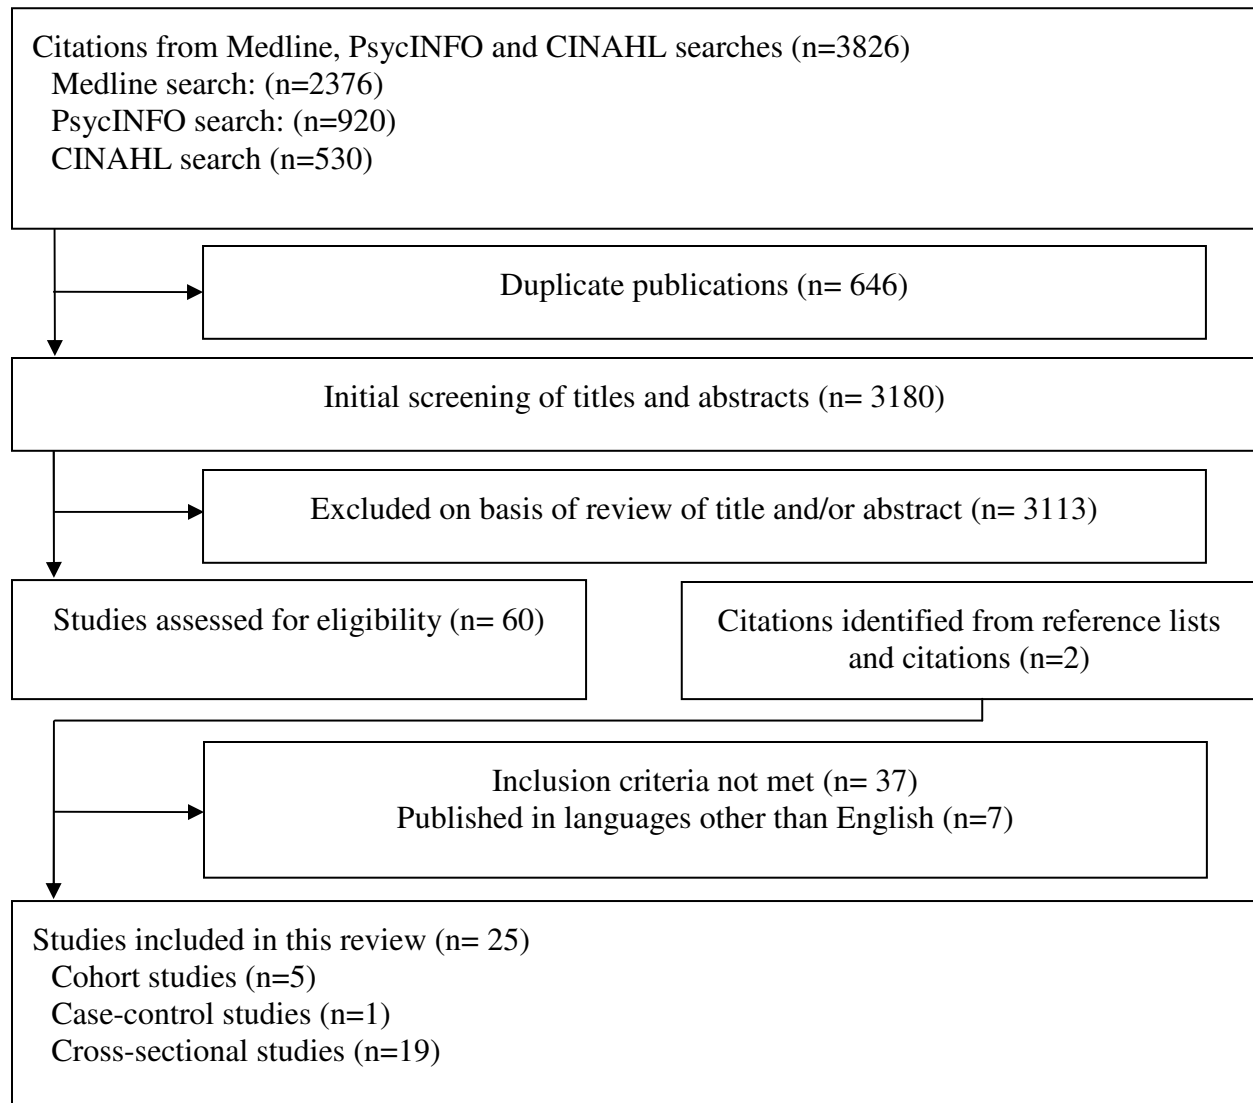 Citations from Medline, PsycINFO and CINAHL searches (n=3826)
Medline search: (n=2376)
PsycINFO search: (n=920)
CINAHL search (n=530)
Duplicate publications (n= 646)
Initial screening of titles and abstracts (n= 3180)
Excluded on basis of review of title and/or abstract (n= 3113)
Studies assessed for eligibility (n= 60)
Citations identified from reference lists
and citations (n=2)
Inclusion criteria not met (n= 37)
Published in languages other than English (n=7)
Studies included in this review (n= 25)
Cohort studies (n=5)
Case-control studies (n=1)
Cross-sectional studies (n=19)